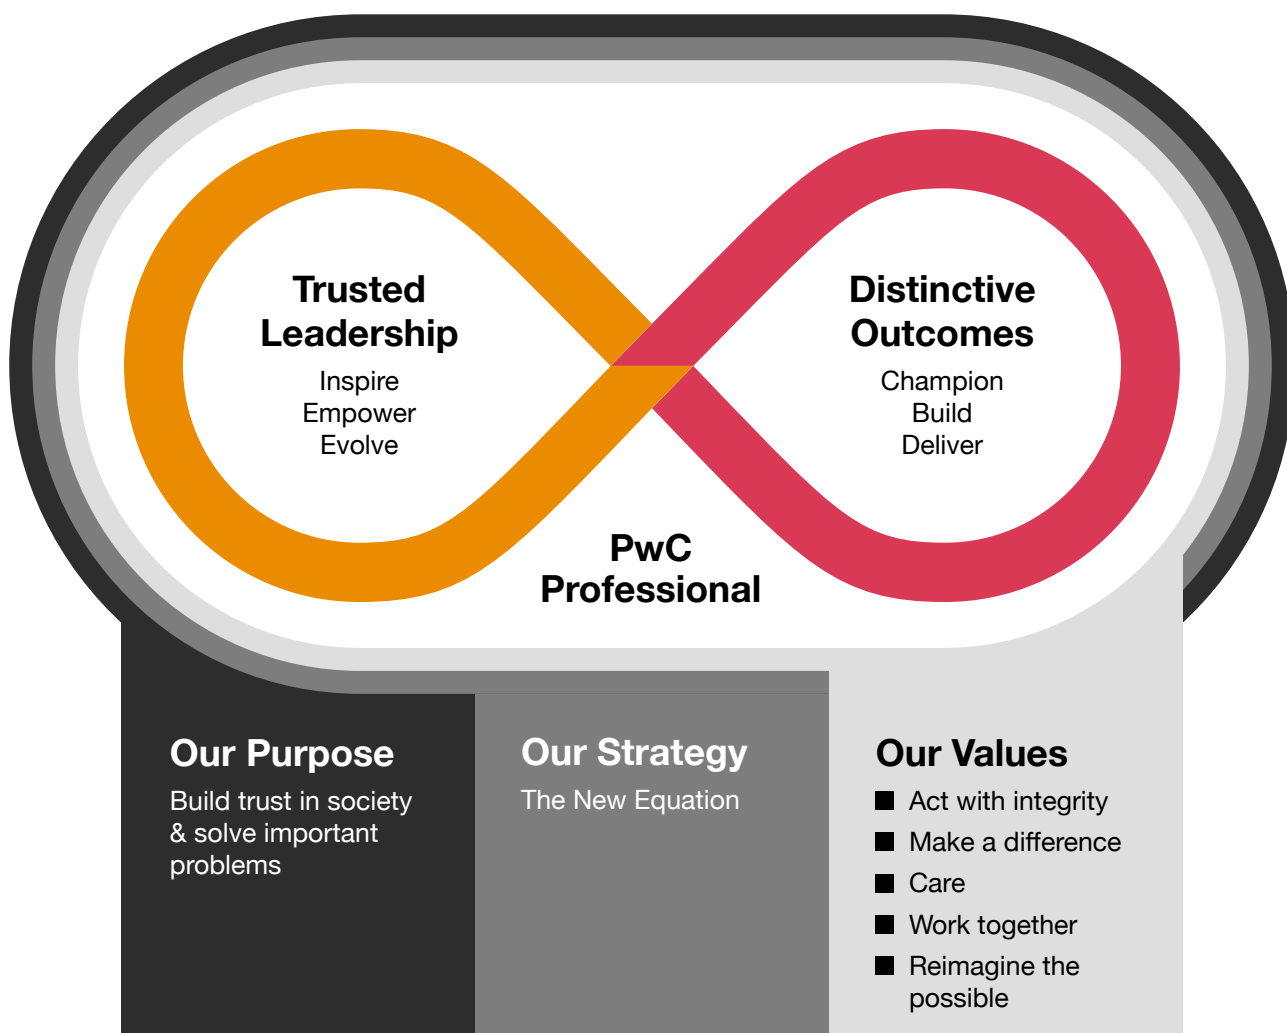 Trusted
Leadership
Inspire
Empower
Evolve
Distinctive
Outcomes
Champion
Build
Deliver
PwC
Professional
Our Purpose
Build trust in society
& solve important
problems
Our Strategy
The New Equation
Our Values
Act with integrity
Make a difference
Care
Work together
Reimagine the
possible